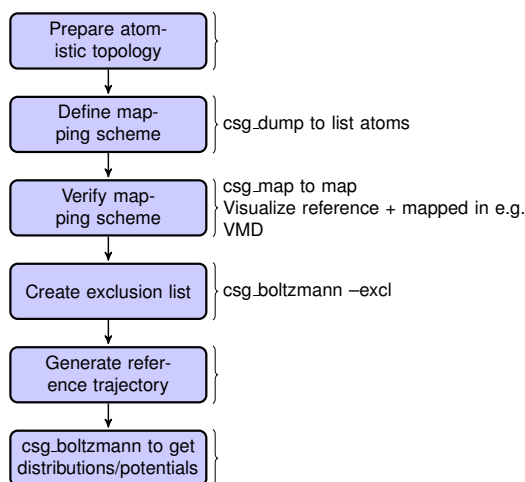 Prepare atom-
istic topology
Define map-
ping scheme
csg_dump to list atoms
Verify map-
ping scheme
csg_map to map
Visualize reference + mapped in e.g.
VMD
Create exclusion list
csg_boltzmann –excl
Generate refer-
ence trajectory
csg_boltzmann to get
distributions/potentials